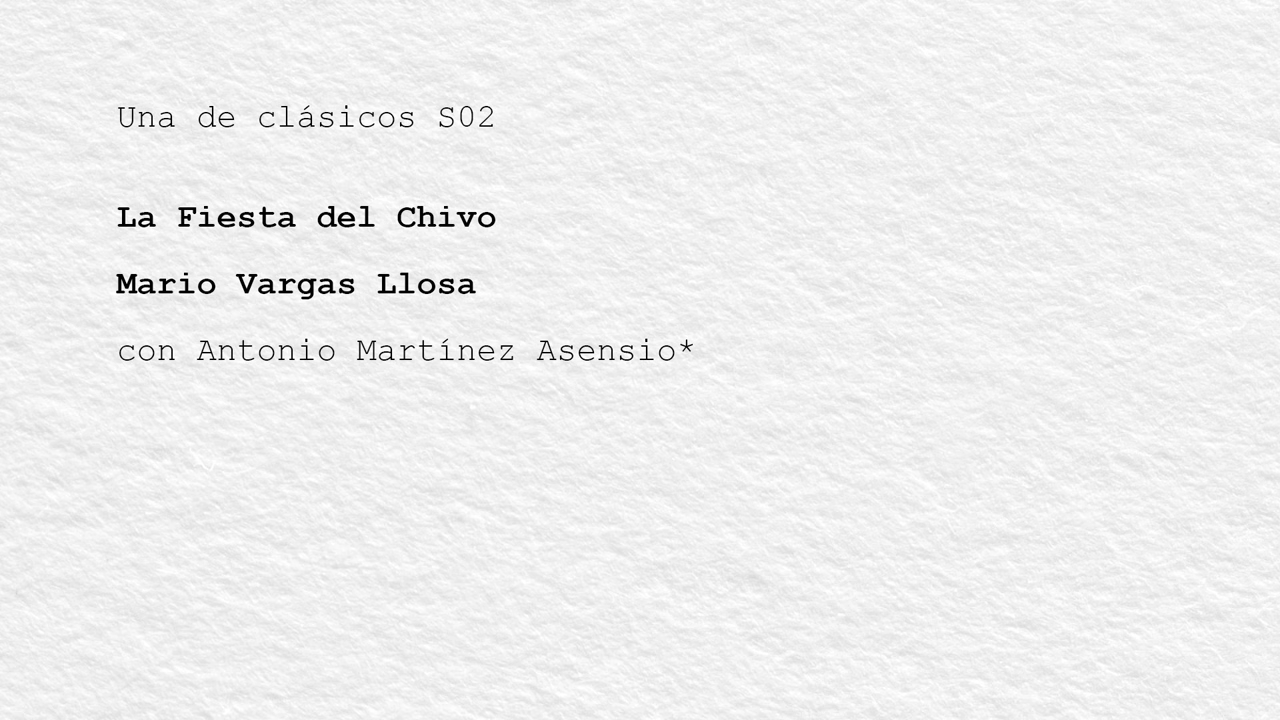 Una de clásicos S02
La Fiesta del Chivo
Mario Vargas Llosa
con Antonio Martínez Asensio*